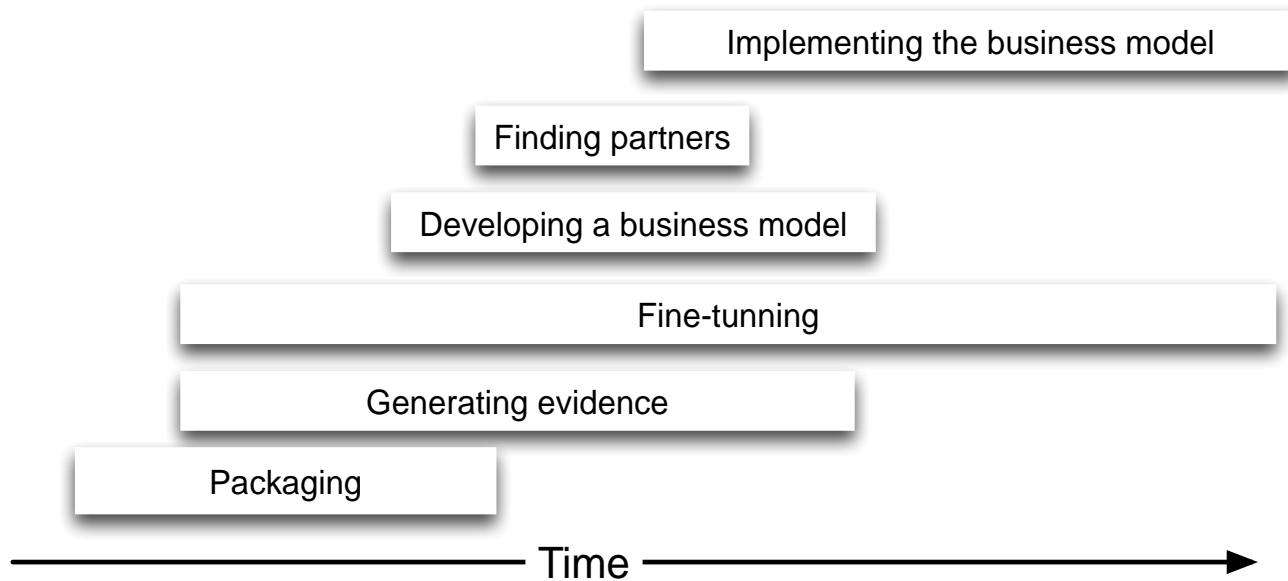 Implementing the business model
Finding partners
Developing a business model
Fine-tunning
Generating evidence
Packaging
Time